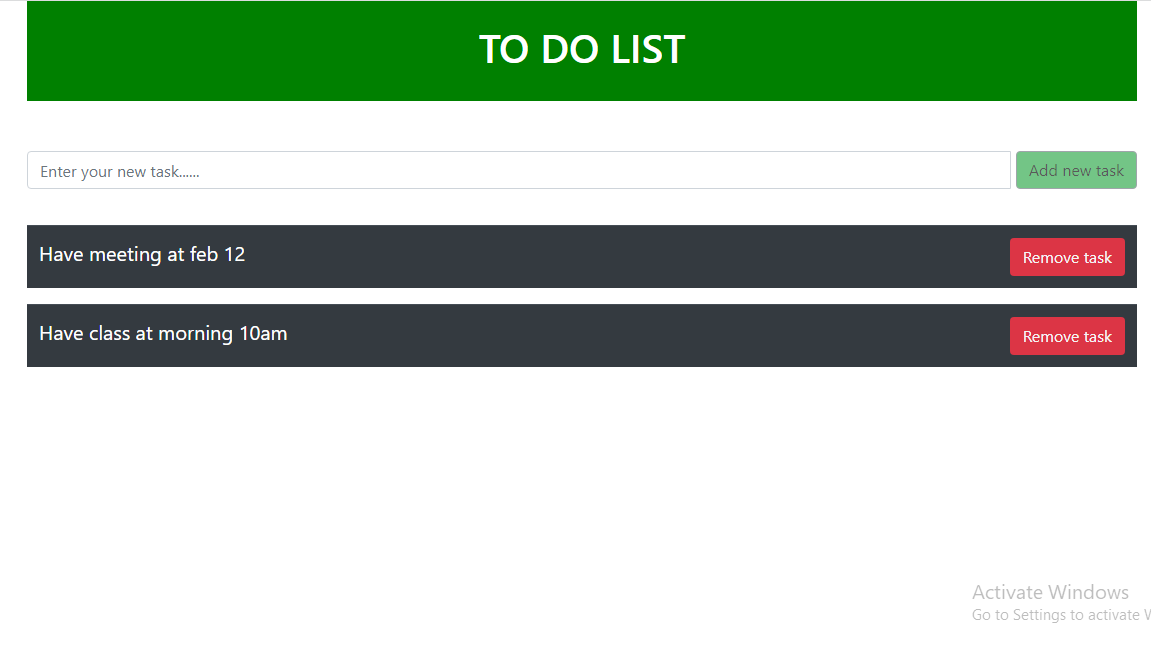 TO DO LIST
Enter your new task......
Add new task
Have meeting at feb 12
Remove task
Have class at morning 10am
Remove task
Activate Windows
Go to Settings to activate W